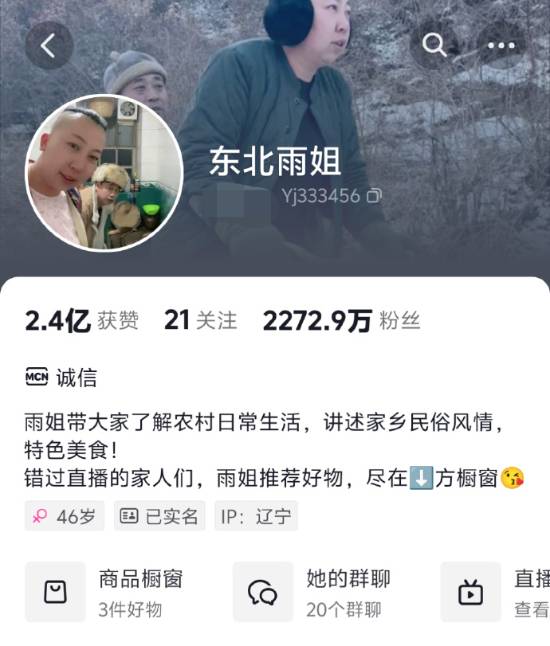 东北雨姐
Yj333456
2.4亿 获赞 21 关注 2272.9万 粉丝
MCN 诚信
雨姐带大家了解农村日常生活，讲述家乡民俗风情，
特色美食！
错过直播的家人们，雨姐推荐好物，尽在⬇️方橱窗😘
46岁 已实名 IP：辽宁
商品橱窗 她的群聊 直播
3件好物 20个群聊 查看